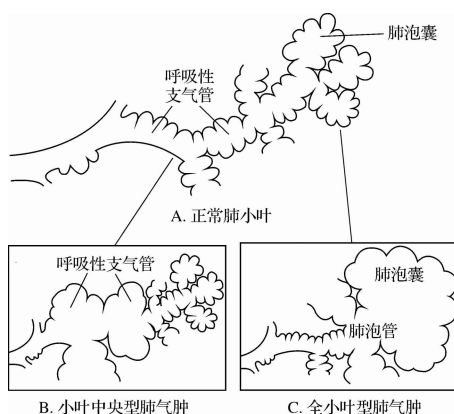 肺泡囊
呼吸性
支气管
A. 正常肺小叶
呼吸性支气管
肺泡囊
肺泡管
B. 小叶中央型肺气肿
C. 全小叶型肺气肿